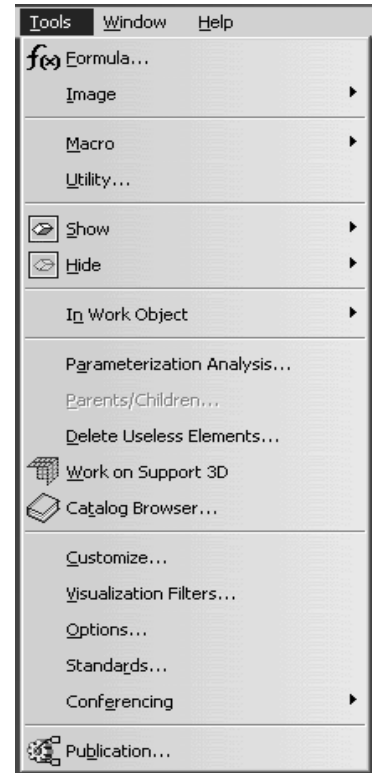 Tools Window Help
f(x) Formula...
Image
Macro
Utility...
Show
Hide
In Work Object
Parameterization Analysis...
Parents/Children...
Delete Useless Elements...
Work on Support 3D
Catalog Browser...
Customize...
Visualization Filters...
Options...
Standards...
Conferencing
Publication...